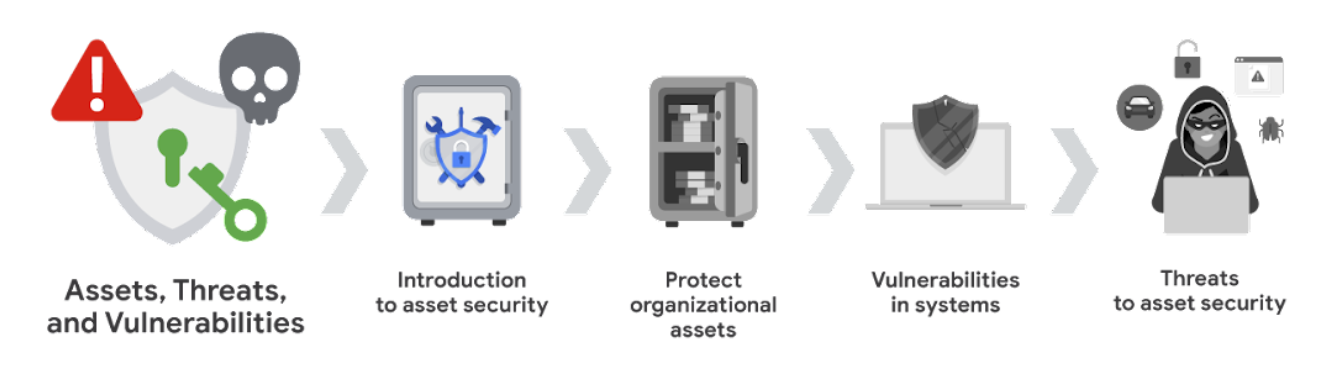 Assets, Threats,
and Vulnerabilities
Introduction
to asset security
Protect
organizational
assets
Vulnerabilities
in systems
Threats
to asset security